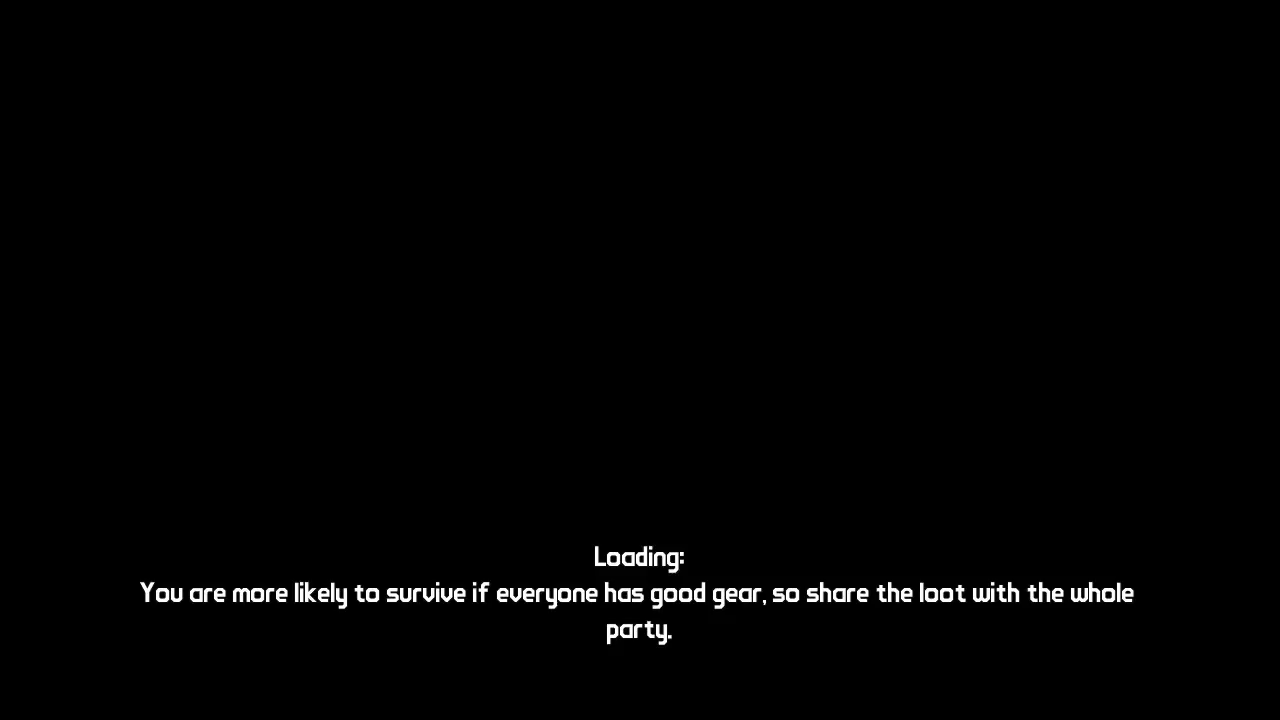 Loading:
You are more likely to survive if everyone has good gear, so share the loot with the whole
party.